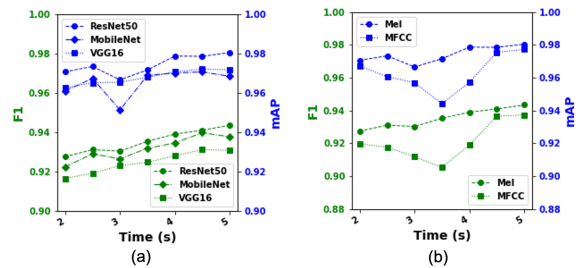 1.00 1.00
ResNet50
MobileNet
VGG16
0.98 0.98
0.96 0.96
F1 mAP
0.94 0.94
ResNet50
MobileNet
VGG16
0.92 0.92
0.90 0.90
2 3 4 5
Time (s)
(a)
1.00 1.00
Mel
MFCC
0.98 0.98
0.96 0.96
0.94 0.94
F1 mAP
0.92 0.92
0.90 0.90
Mel
MFCC
0.88 0.88
2 3 4 5
Time (s)
(b)